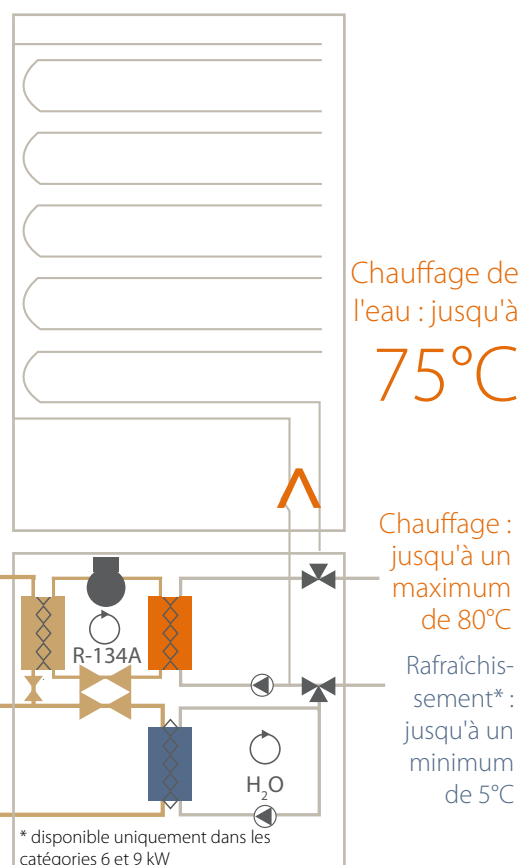 Chauffage de
l'eau : jusqu'à
75°C
Chauffage :
jusqu'à un
maximum
de 80°C
R-134A
Rafraîchis-
sement* :
jusqu'à un
minimum
de 5°C
H₂O
* disponible uniquement dans les
catégories 6 et 9 kW